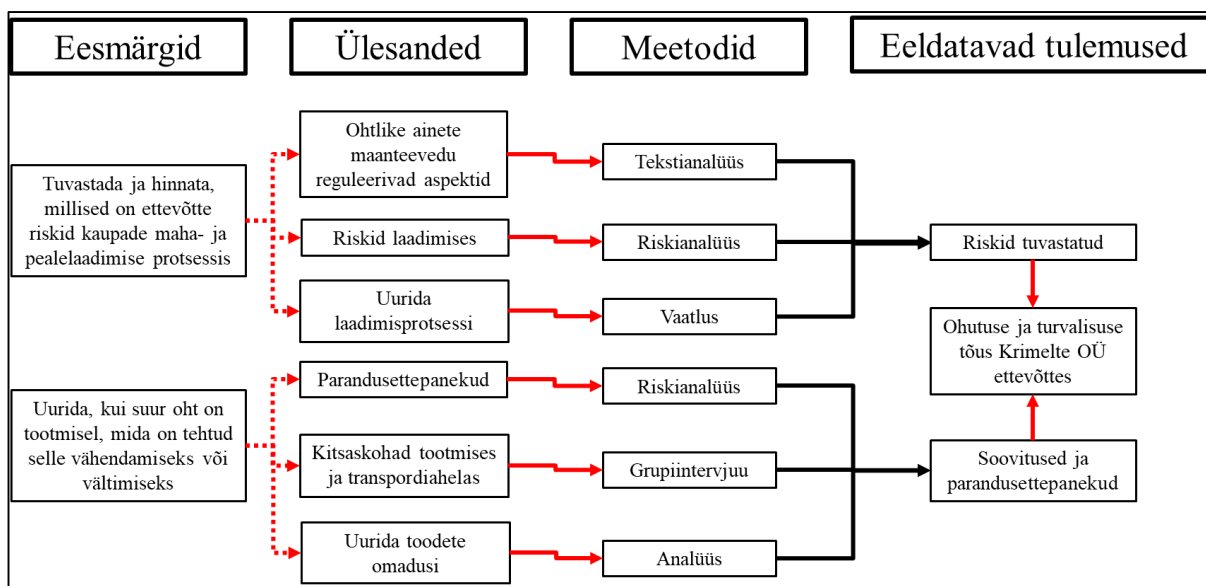 Eesmärgid
Ülesanded
Meetodid
Eeldatavad tulemused
Tuvastada ja hinnata,
millised on ettevõtte
riskid kaupade maha- ja
pealelaadimise protsessis
Ohtlike ainete
maanteevedu
reguleerivad aspektid
Tekstianalüüs
Riskid laadimises
Riskianalüüs
Uurida
laadimisprotsessi
Vaatlus
Riskid tuvastatud
Ohutuse ja turvalisuse
tõus Krimelte OÜ
ettevõttes
Uurida, kui suur oht on
tootmisel, mida on tehtud
selle vähendamiseks või
vältimiseks
Parandusettepanekud
Riskianalüüs
Kitsaskohad tootmises
ja transpordiahelas
Grupiintervjuu
Uurida toodete
omadusi
Analüüs
Soovitused ja
parandusettepanekud